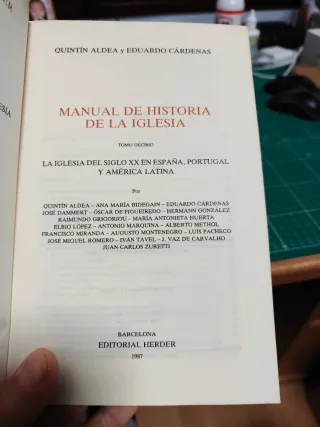 QUINTÍN ALDEA Y EDUARDO CÁRDENAS
MANUAL DE HISTORIA
DE LA IGLESIA
TOMO DÉCIMO
LA IGLESIA DEL SIGLO XX EN ESPAÑA, PORTUGAL
Y AMÉRICA LATINA
Por
QUINTÍN ALDEA – ANA MARÍA BIDEGAIN – EDUARDO CÁRDENAS
JOSÉ DAMMERT – ÓSCAR DE FIGUEIREDO – HERMANN GONZÁLEZ
RAIMUNDO GRIGORIOU – MARÍA ANTONIETA HUERTA
ELBIO LÓPEZ – ANTONIO MARQUINA – ALBERTO METHOL
FRANCISCO MIRANDA – AUGUSTO MONTENEGRO – LUIS PACHECO
JOSÉ MIGUEL ROMERO – IVÁN TAVEL – J. VAZ DE CARVALHO
JUAN CARLOS ZURETTI
BARCELONA
EDITORIAL HERDER
1987